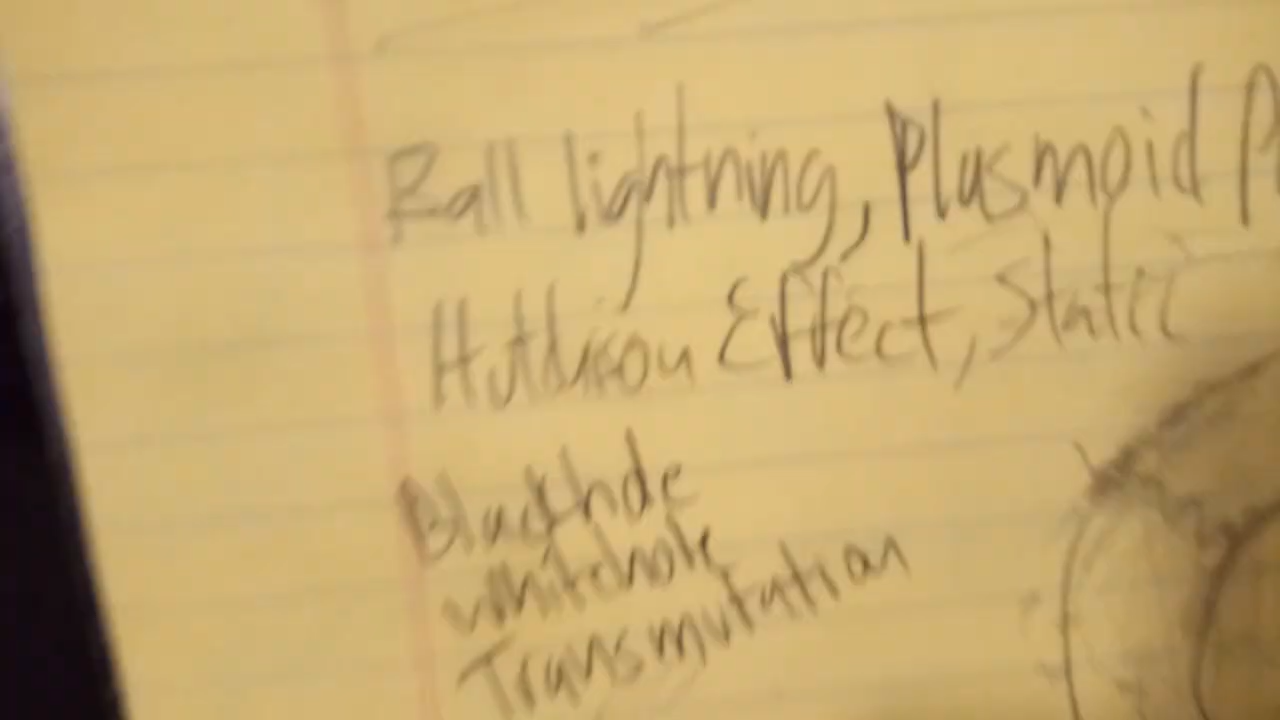 Ball lightning, Plasmoid P
Hutchison Effect, Static
Blackhole
Whitehole
Transmutation